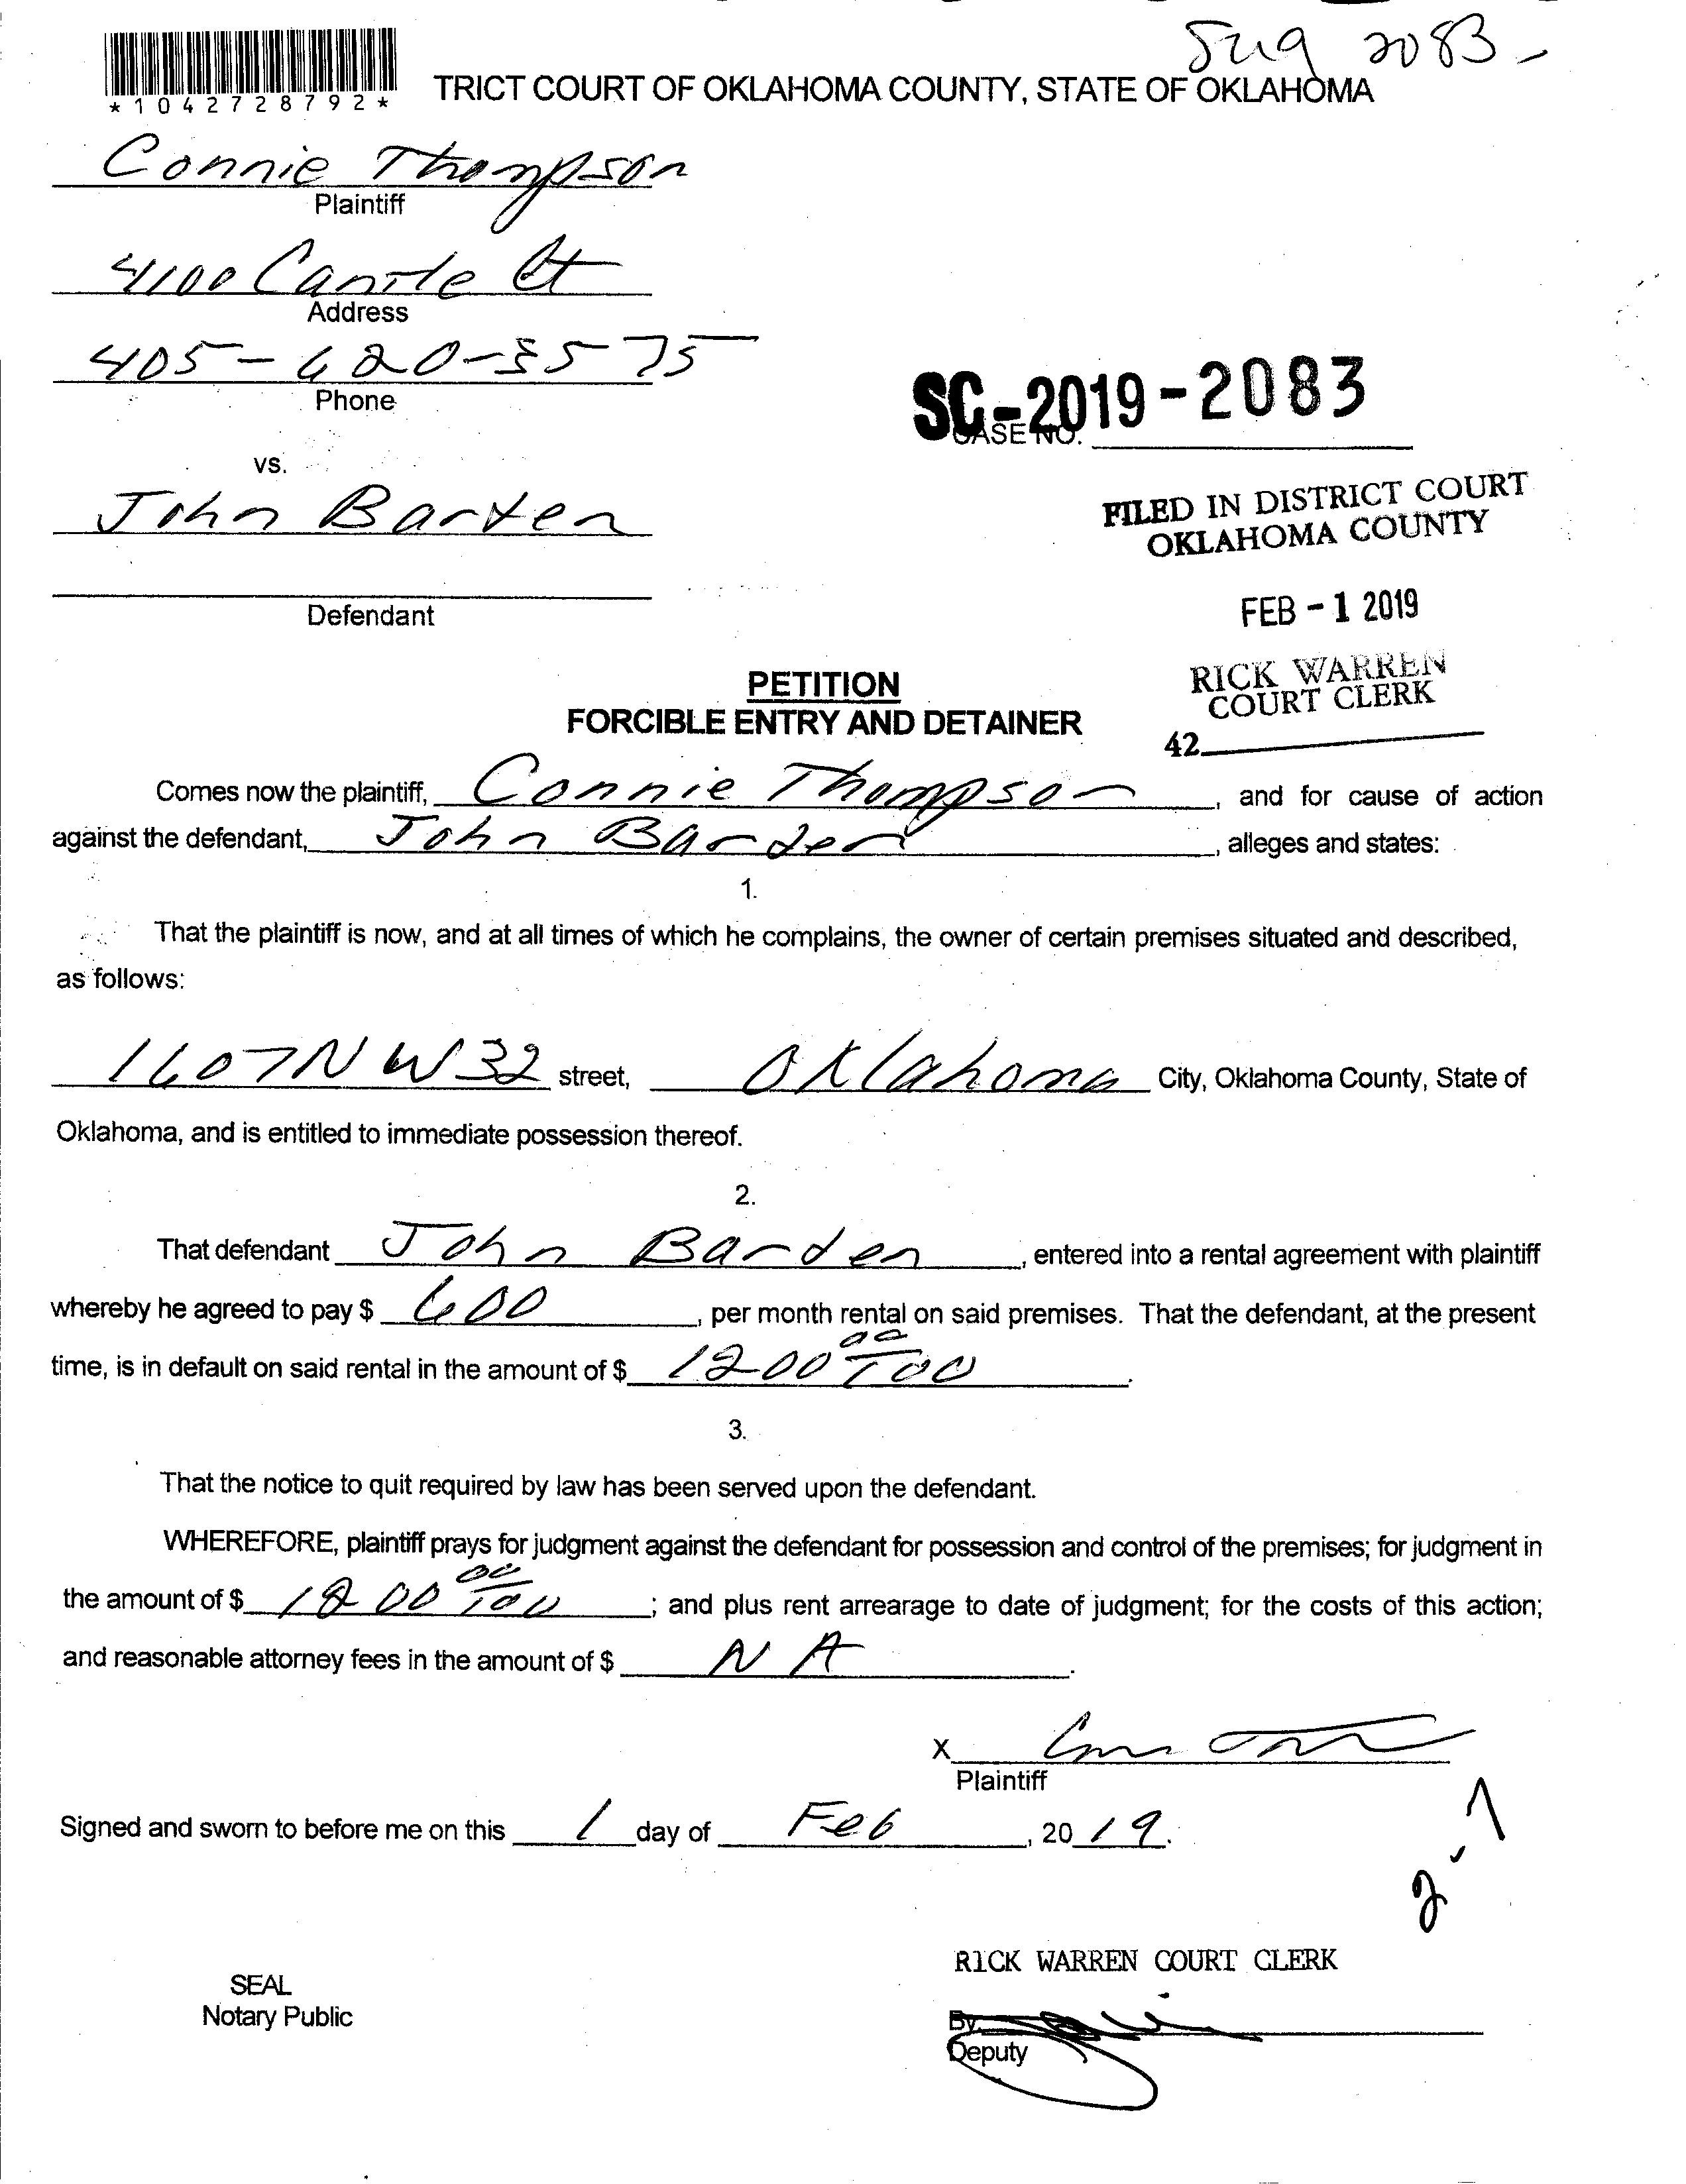 2083-
*1042728792*
TRICT COURT OF OKLAHOMA COUNTY, STATE OF OKLAHOMA
Connie Thompson
Plaintiff
4100 Ct
Address
405-620-3575
Phone
SC-2019-2083
CASE NO.
vs.
John Barten
FILED IN DISTRICT COURT
OKLAHOMA COUNTY
Defendant
FEB -1 2019
RICK WARREN
COURT CLERK
42
PETITION
FORCIBLE ENTRY AND DETAINER
Comes now the plaintiff, Connie Thompson, and for cause of action
against the defendant, John Barden, alleges and states:
1.
That the plaintiff is now, and at all times of which he complains, the owner of certain premises situated and described,
as follows:
1607 NW 32 street, Oklahoma City, Oklahoma County, State of
Oklahoma, and is entitled to immediate possession thereof.
2.
That defendant John Barden, entered into a rental agreement with plaintiff
whereby he agreed to pay $ 600, per month rental on said premises. That the defendant, at the present
time, is in default on said rental in the amount of $ 1200 00/100.
3.
That the notice to quit required by law has been served upon the defendant.
WHEREFORE, plaintiff prays for judgment against the defendant for possession and control of the premises; for judgment in
the amount of $ 1200 00/100; and plus rent arrearage to date of judgment; for the costs of this action;
and reasonable attorney fees in the amount of $ N A.
X
Plaintiff
Signed and sworn to before me on this 1 day of Feb, 2019.
2-1
RICK WARREN COURT CLERK
SEAL
Notary Public
By
Deputy